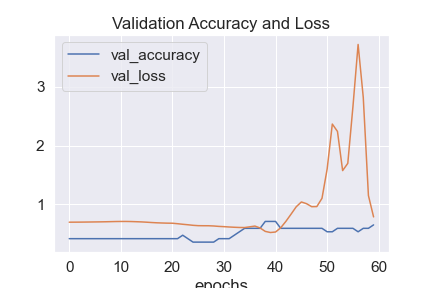 Validation Accuracy and Loss
val_accuracy
val_loss
3
2
1
0 10 20 30 40 50 60
epochs